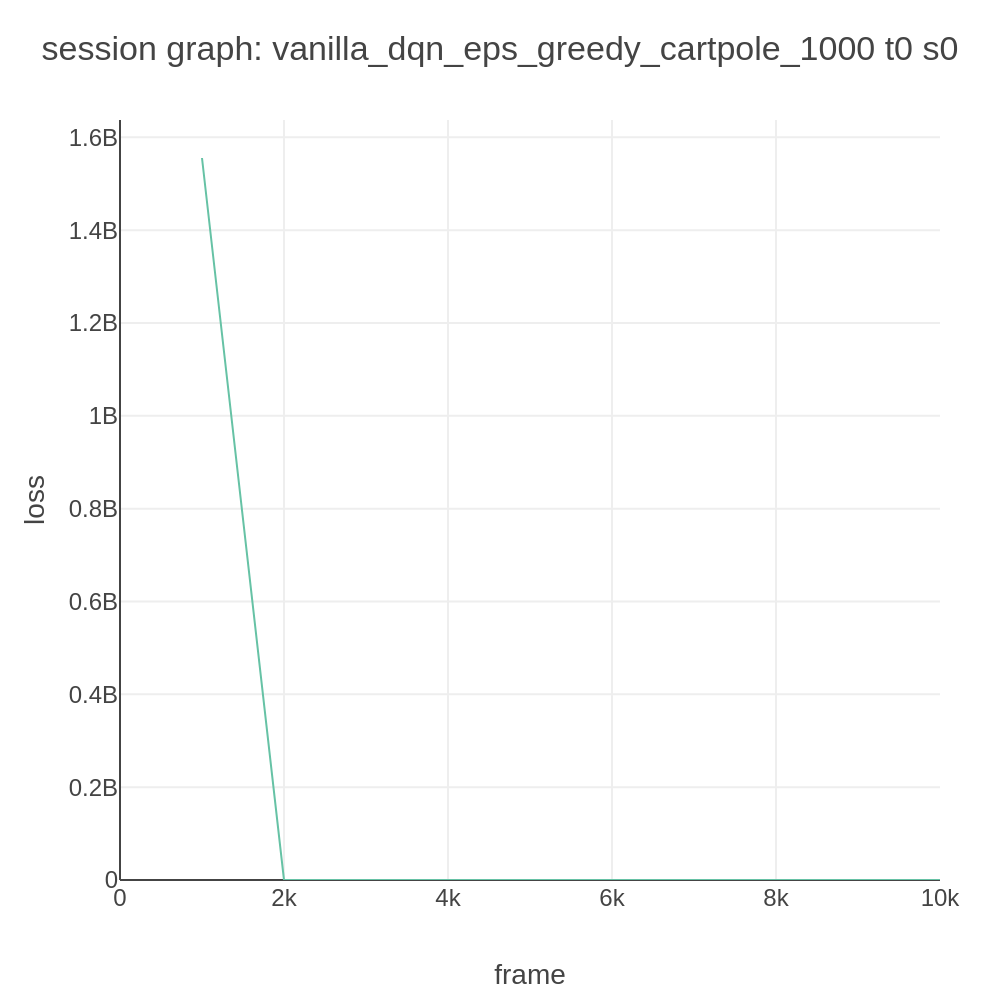 session graph: vanilla_dqn_eps_greedy_cartpole_1000 t0 s0
1.6B
1.4B
1.2B
1B
0.8B
0.6B
0.4B
0.2B
0
loss
0 2k 4k 6k 8k 10k
frame